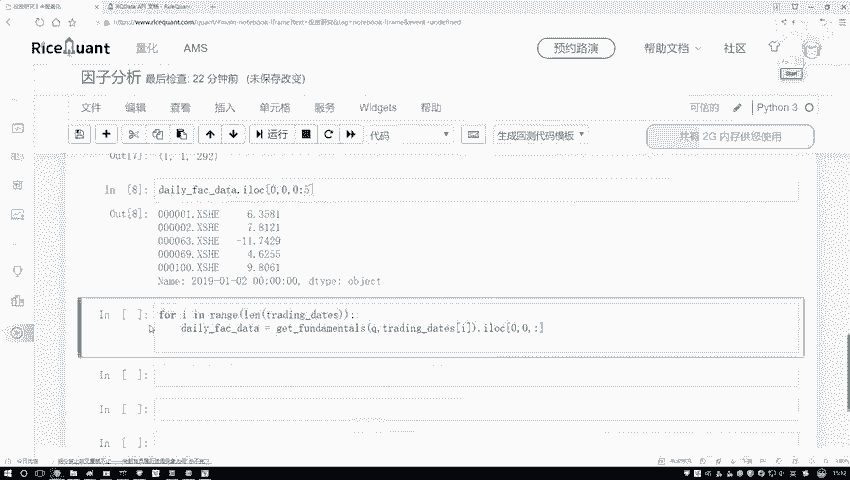 RiceQuant 量化 AMS 预约路演 帮助文档 社区
因子分析 最后检查: 22 分钟前 (未保存改变)
Start
文件 编辑 查看 插入 单元格 服务 Widgets 帮助 可信的 Python 3
运行 代码 生成回测代码模板 共有 2G 内存供您使用
Out[7]: (1, 1, 292)
In [8]: daily_fac_data.iloc[0,0,0:5]
Out[8]: 000001.XSHE 6.3581
000002.XSHE 7.8121
000063.XSHE -11.7429
000069.XSHE 4.6255
000100.XSHE 9.8061
Name: 2019-01-02 00:00:00, dtype: object
In [ ]: for i in range(len(trading_dates)):
daily_fac_data = get_fundamentals(q,trading_dates[i]).iloc[0,0,:]
In [ ]:
In [ ]:
In [ ]: